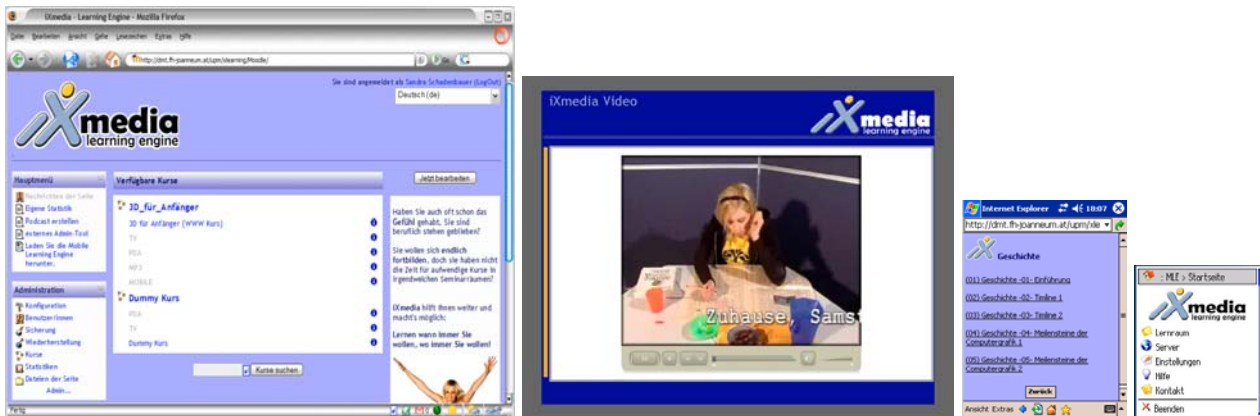 iXmedia - Learning Engine - Mozilla Firefox
Datei Bearbeiten Ansicht Gehe Lesezeichen Extras Hilfe
http://dmt.fh-joanneum.at/upm/xlearning/Moodle/
Go
Sie sind angemeldet als Sandra Schadenbauer (LogOut)
Deutsch (de)
iXmedia
learning engine
Jetzt bearbeiten
Hauptmenü
Nachrichten der Seite
Eigene Statistik
Podcast erstellen
externes Admin-Tool
Laden Sie die Mobile
Learning Engine
herunter.
Administration
Konfiguration
Benutzer/innen
Sicherung
Wiederherstellung
Kurse
Statistiken
Dateien der Seite
Admin...
Verfügbare Kurse
3D_für_Anfänger
3D für Anfänger (WWW Kurs)
TV
PDA
MP3
MOBILE
Dummy Kurs
PDA
TV
Dummy Kurs
Kurse suchen
Haben Sie auch oft schon das
Gefühl gehabt, Sie sind
beruflich stehen geblieben?
Sie wollen sich endlich
fortbilden, doch sie haben nicht
die Zeit für aufwendige Kurse in
irgendwelchen Seminarräumen?
iXmedia hilft Ihnen weiter und
macht's möglich:
Lernen wann immer Sie
wollen, wo immer Sie wollen!
Fertig
iXmedia Video
iXmedia
learning engine
Zuhause, Sams
Internet Explorer 18:07
http://dmt.fh-joanneum.at/upm/xle
iX Geschichte
(01) Geschichte -01- Einführung
(02) Geschichte -02- Timline 1
(03) Geschichte -03- Timline 2
(04) Geschichte -04- Meilensteine der
Computergrafik 1
(05) Geschichte -05- Meilensteine der
Computergrafik 2
Zurück
Ansicht Extras
: MLE > Startseite
iXmedia
learning engine
Lernraum
Server
Einstellungen
Hilfe
Kontakt
Beenden